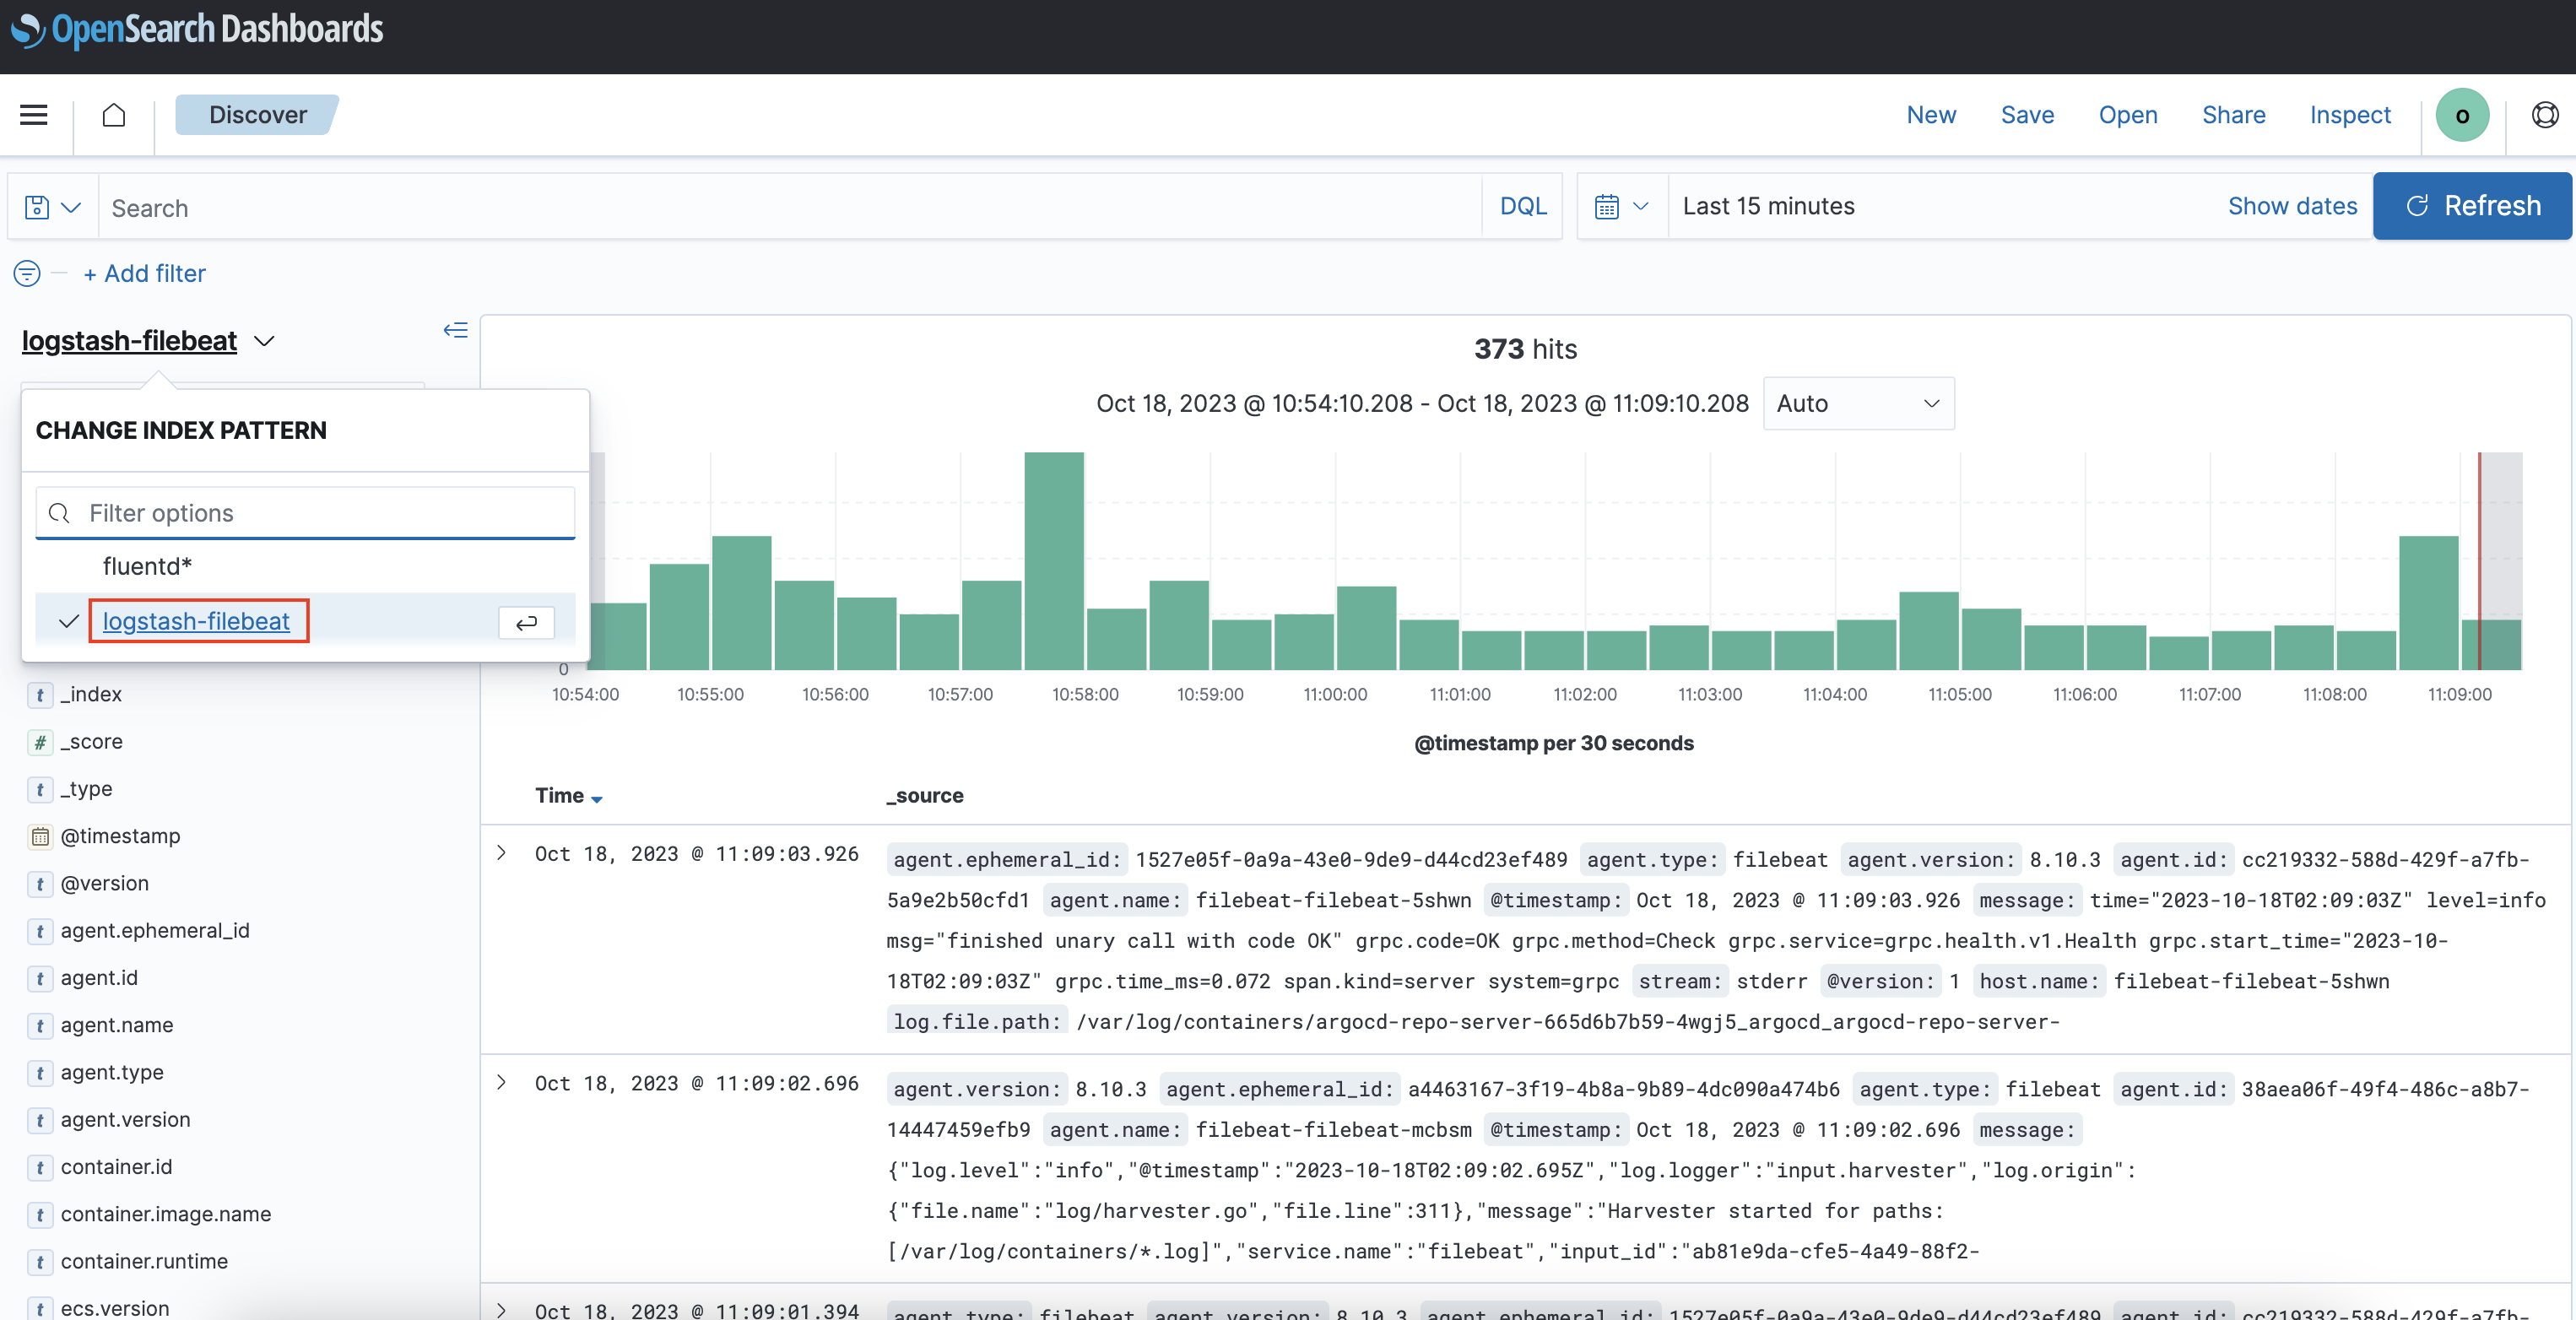 OpenSearch Dashboards
Discover
New Save Open Share Inspect o
Search DQL Last 15 minutes Show dates Refresh
+ Add filter
logstash-filebeat
CHANGE INDEX PATTERN
Filter options
fluentd*
logstash-filebeat
t _index
# _score
t _type
@timestamp
t @version
t agent.ephemeral_id
t agent.id
t agent.name
t agent.type
t agent.version
t container.id
t container.image.name
t container.runtime
t ecs.version
373 hits
Oct 18, 2023 @ 10:54:10.208 - Oct 18, 2023 @ 11:09:10.208 Auto
0
10:54:00 10:55:00 10:56:00 10:57:00 10:58:00 10:59:00 11:00:00 11:01:00 11:02:00 11:03:00 11:04:00 11:05:00 11:06:00 11:07:00 11:08:00 11:09:00
@timestamp per 30 seconds
Time _source
Oct 18, 2023 @ 11:09:03.926 agent.ephemeral_id: 1527e05f-0a9a-43e0-9de9-d44cd23ef489 agent.type: filebeat agent.version: 8.10.3 agent.id: cc219332-588d-429f-a7fb-
5a9e2b50cfd1 agent.name: filebeat-filebeat-5shwn @timestamp: Oct 18, 2023 @ 11:09:03.926 message: time="2023-10-18T02:09:03Z" level=info
msg="finished unary call with code OK" grpc.code=OK grpc.method=Check grpc.service=grpc.health.v1.Health grpc.start_time="2023-10-
18T02:09:03Z" grpc.time_ms=0.072 span.kind=server system=grpc stream: stderr @version: 1 host.name: filebeat-filebeat-5shwn
log.file.path: /var/log/containers/argocd-repo-server-665d6b7b59-4wgj5_argocd_argocd-repo-server-
Oct 18, 2023 @ 11:09:02.696 agent.version: 8.10.3 agent.ephemeral_id: a4463167-3f19-4b8a-9b89-4dc090a474b6 agent.type: filebeat agent.id: 38aea06f-49f4-486c-a8b7-
14447459efb9 agent.name: filebeat-filebeat-mcbsm @timestamp: Oct 18, 2023 @ 11:09:02.696 message:
{"log.level":"info","@timestamp":"2023-10-18T02:09:02.695Z","log.logger":"input.harvester","log.origin":
{"file.name":"log/harvester.go","file.line":311},"message":"Harvester started for paths:
[/var/log/containers/*.log]","service.name":"filebeat","input_id":"ab81e9da-cfe5-4a49-88f2-
Oct 18, 2023 @ 11:09:01.394 agent.type: filebeat agent.version: 8.10.3 agent.ephemeral_id: 1527e05f-0a9a-43e0-9de9-d44cd23ef489 agent.id: cc219332-588d-429f-a7fb-